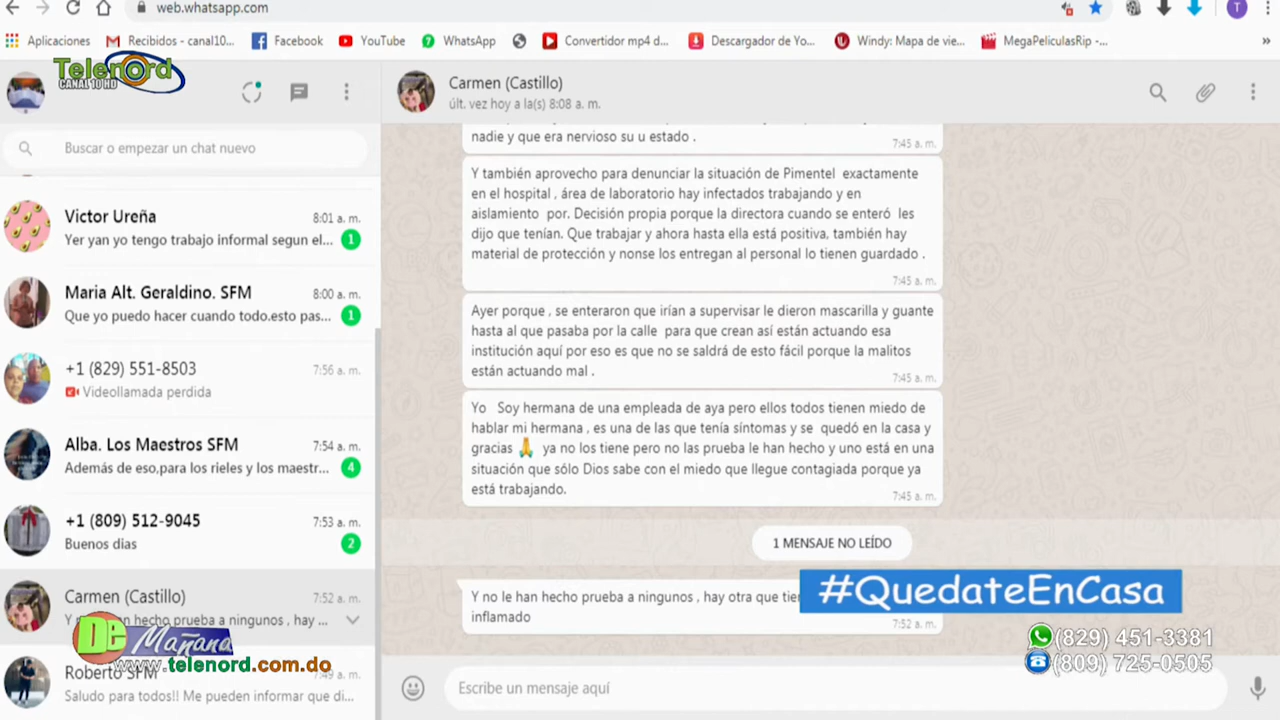 web.whatsapp.com
T
Aplicaciones
Recibidos - canal10...
Facebook
YouTube
WhatsApp
Convertidor mp4 d...
Descargador de Yo...
Windy: Mapa de vie...
MegaPeliculasRip -...
»
Telenord
CANAL 10 HD
Carmen (Castillo)
últ. vez hoy a la(s) 8:08 a. m.
Buscar o empezar un chat nuevo
Victor Ureña
8:01 a. m.
Yer yan yo tengo trabajo informal segun el...
1
Maria Alt. Geraldino. SFM
8:00 a. m.
Que yo puedo hacer cuando todo.esto pas...
1
+1 (829) 551-8503
7:56 a. m.
Videollamada perdida
Alba. Los Maestros SFM
7:54 a. m.
Además de eso,para los rieles y los maestr...
4
+1 (809) 512-9045
7:53 a. m.
Buenos dias
2
Carmen (Castillo)
7:52 a. m.
han hecho prueba a ningunos , hay ...
De Mañana
www.telenord.com.do
Roberto SFM
7:49 a. m.
Saludo para todos!! Me pueden informar que di...
nadie y que era nervioso su u estado .
7:45 a. m.
Y también aprovecho para denunciar la situación de Pimentel exactamente
en el hospital , área de laboratorio hay infectados trabajando y en
aislamiento por. Decisión propia porque la directora cuando se enteró les
dijo que tenían. Que trabajar y ahora hasta ella está positiva, también hay
material de protección y nonse los entregan al personal lo tienen guardado .
7:45 a. m.
Ayer porque , se enteraron que irían a supervisar le dieron mascarilla y guante
hasta al que pasaba por la calle para que crean así están actuando esa
institución aquí por eso es que no se saldrá de esto fácil porque la malitos
están actuando mal .
7:45 a. m.
Yo Soy hermana de una empleada de aya pero ellos todos tienen miedo de
hablar mi hermana , es una de las que tenía síntomas y se quedó en la casa y
gracias 🙏 ya no los tiene pero no las prueba le han hecho y uno está en una
situación que sólo Dios sabe con el miedo que llegue contagiada porque ya
está trabajando.
7:45 a. m.
1 MENSAJE NO LEÍDO
Y no le han hecho prueba a ningunos , hay otra que
inflamado
7:52 a. m.
#QuedateEnCasa
(829) 451-3381
(809) 725-0505
Escribe un mensaje aquí